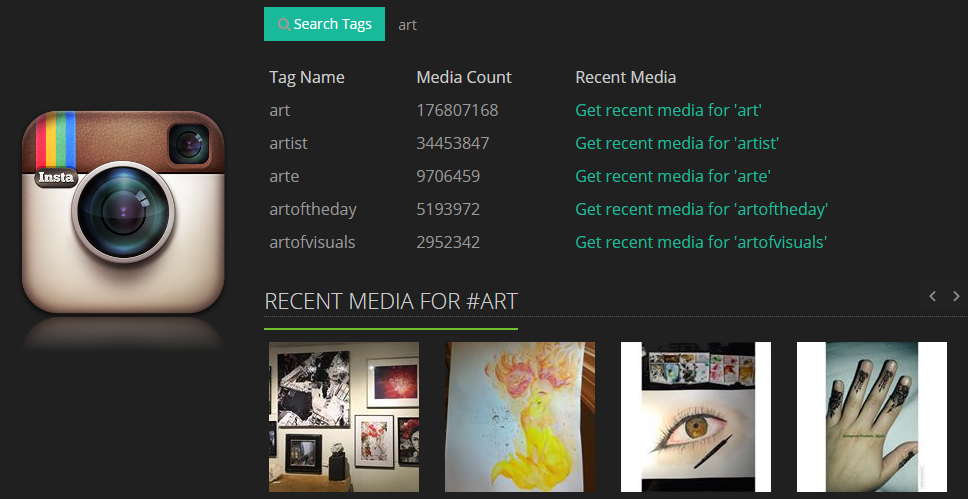 Search Tags art
Tag Name Media Count Recent Media
art 176807168 Get recent media for 'art'
artist 34453847 Get recent media for 'artist'
arte 9706459 Get recent media for 'arte'
artoftheday 5193972 Get recent media for 'artoftheday'
artofvisuals 2952342 Get recent media for 'artofvisuals'
Insta
RECENT MEDIA FOR #ART